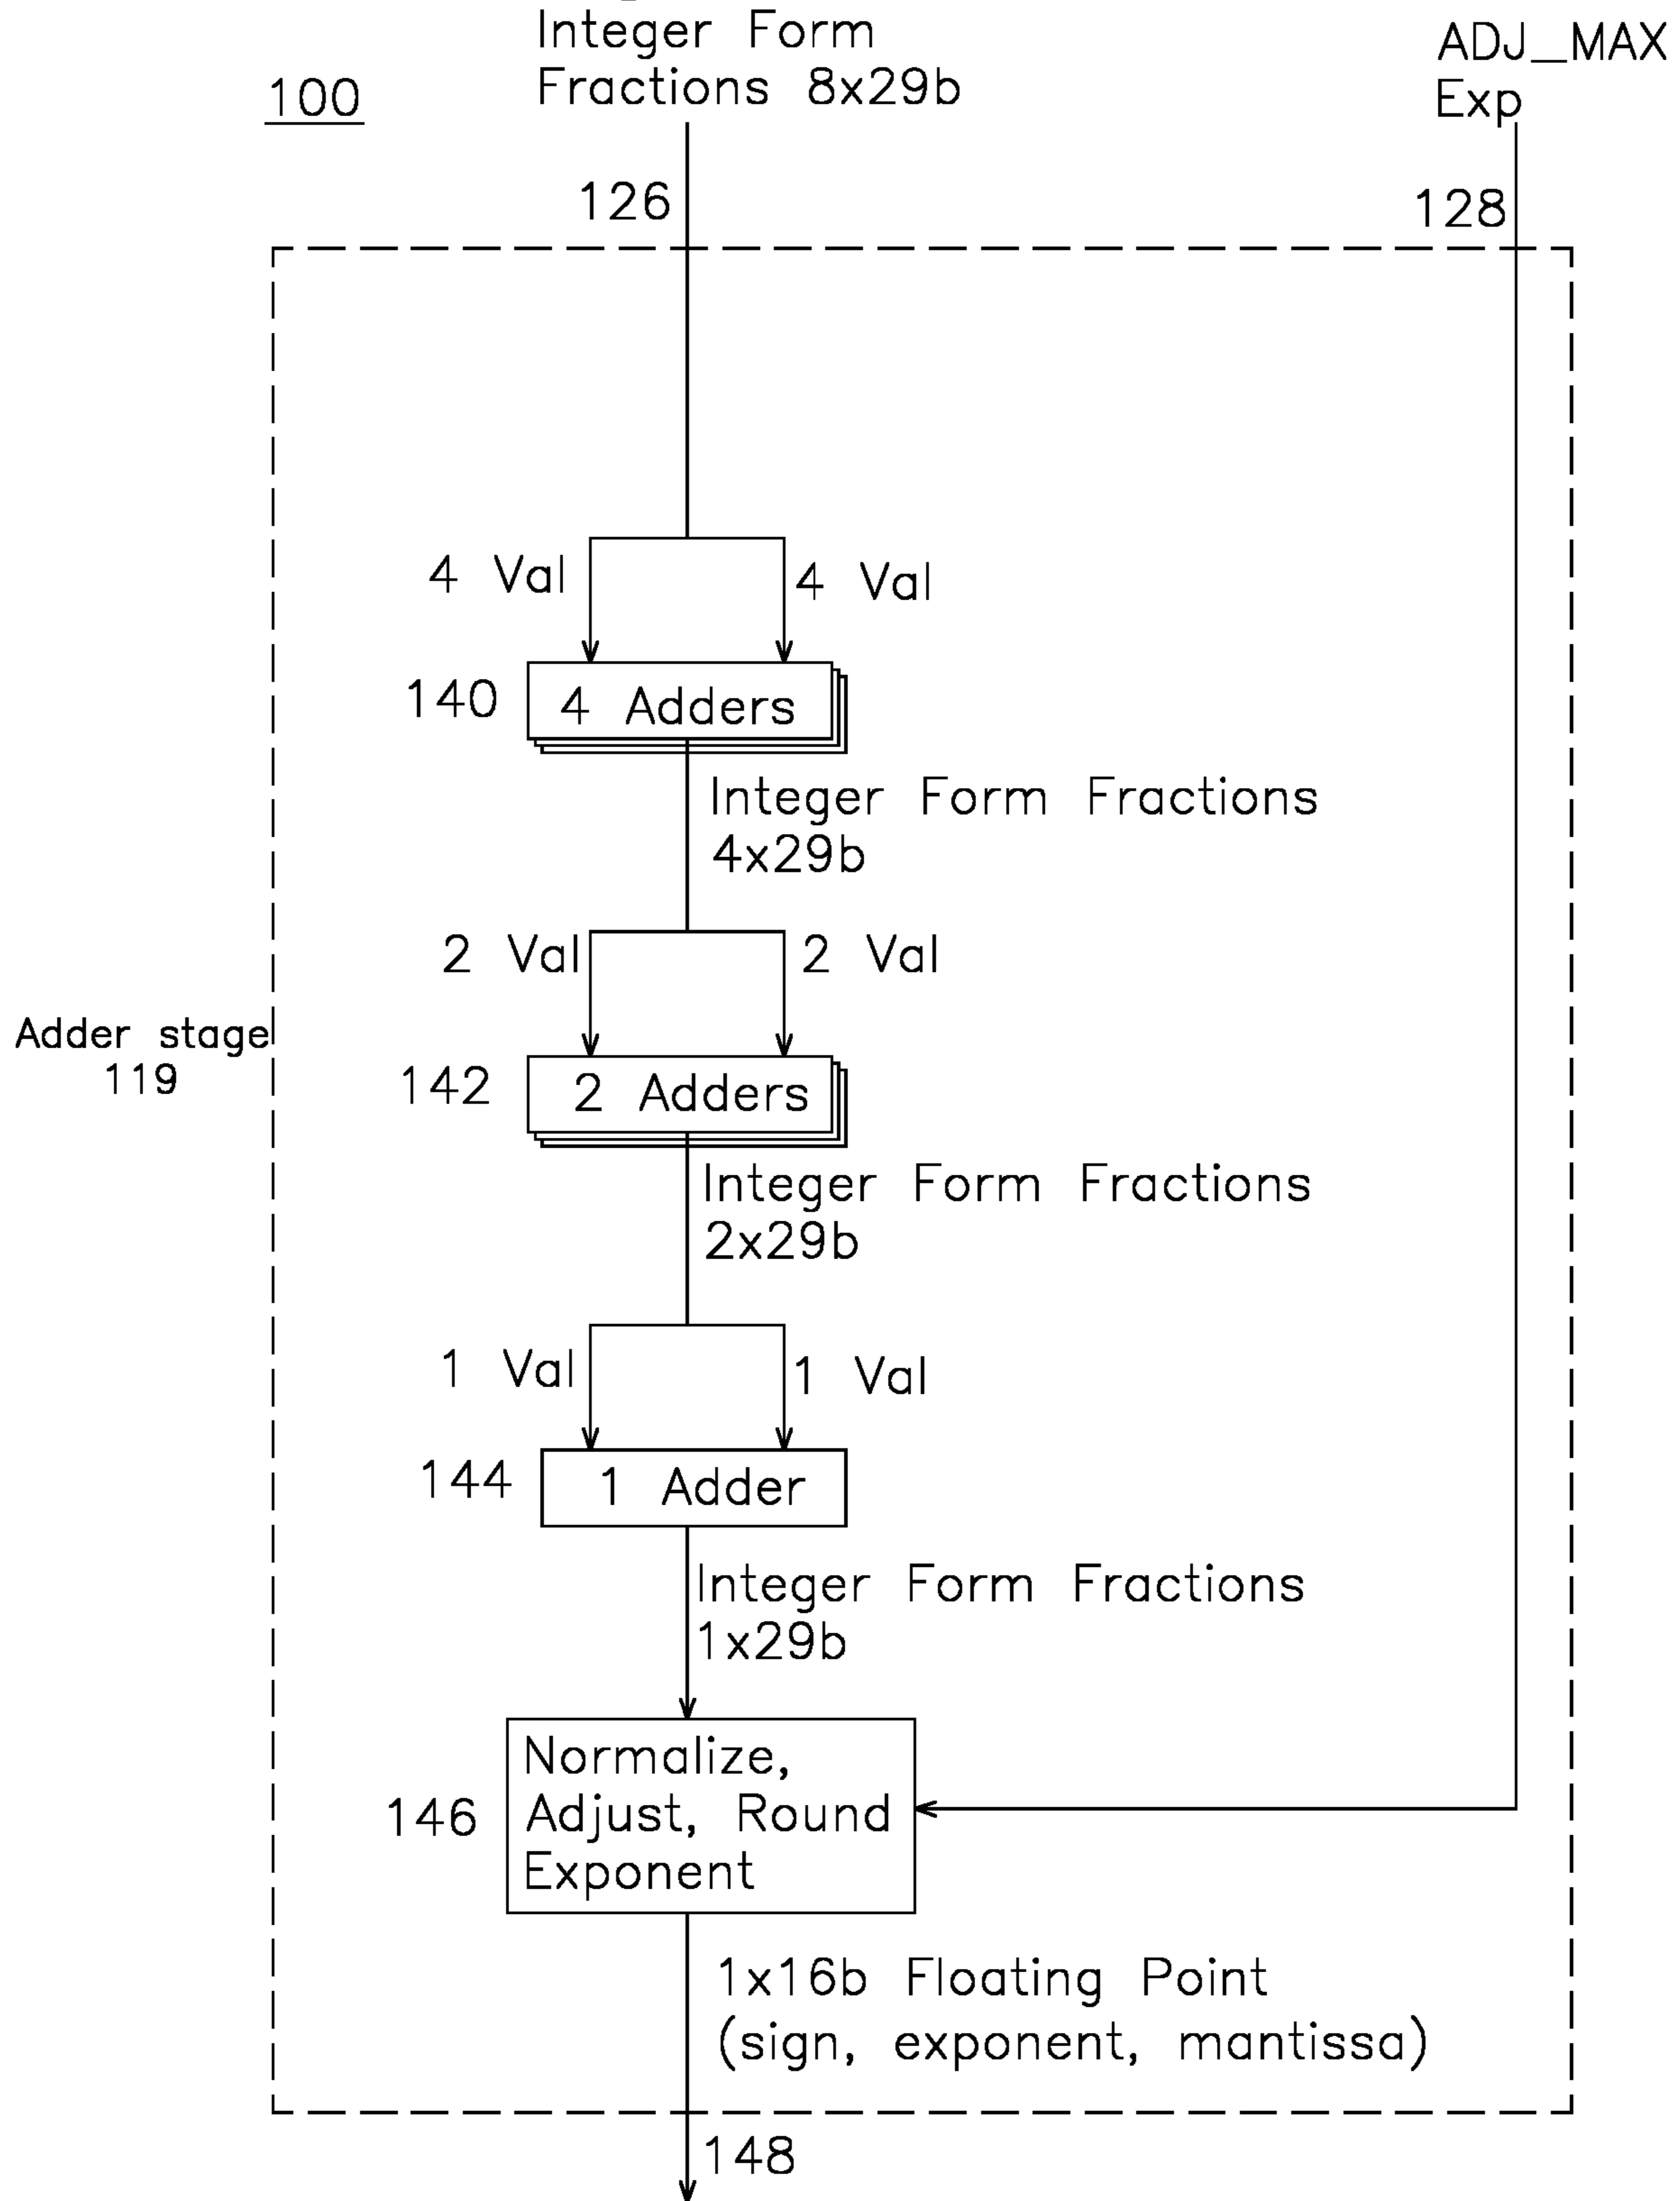 Integer Form
Fractions 8x29b
ADJ_MAX
Exp
100
126
128
4 Val
4 Val
140
4 Adders
Integer Form Fractions
4x29b
2 Val
2 Val
Adder stage
119
142
2 Adders
Integer Form Fractions
2x29b
1 Val
1 Val
144
1 Adder
Integer Form Fractions
1x29b
146
Normalize,
Adjust, Round
Exponent
1x16b Floating Point
(sign, exponent, mantissa)
148